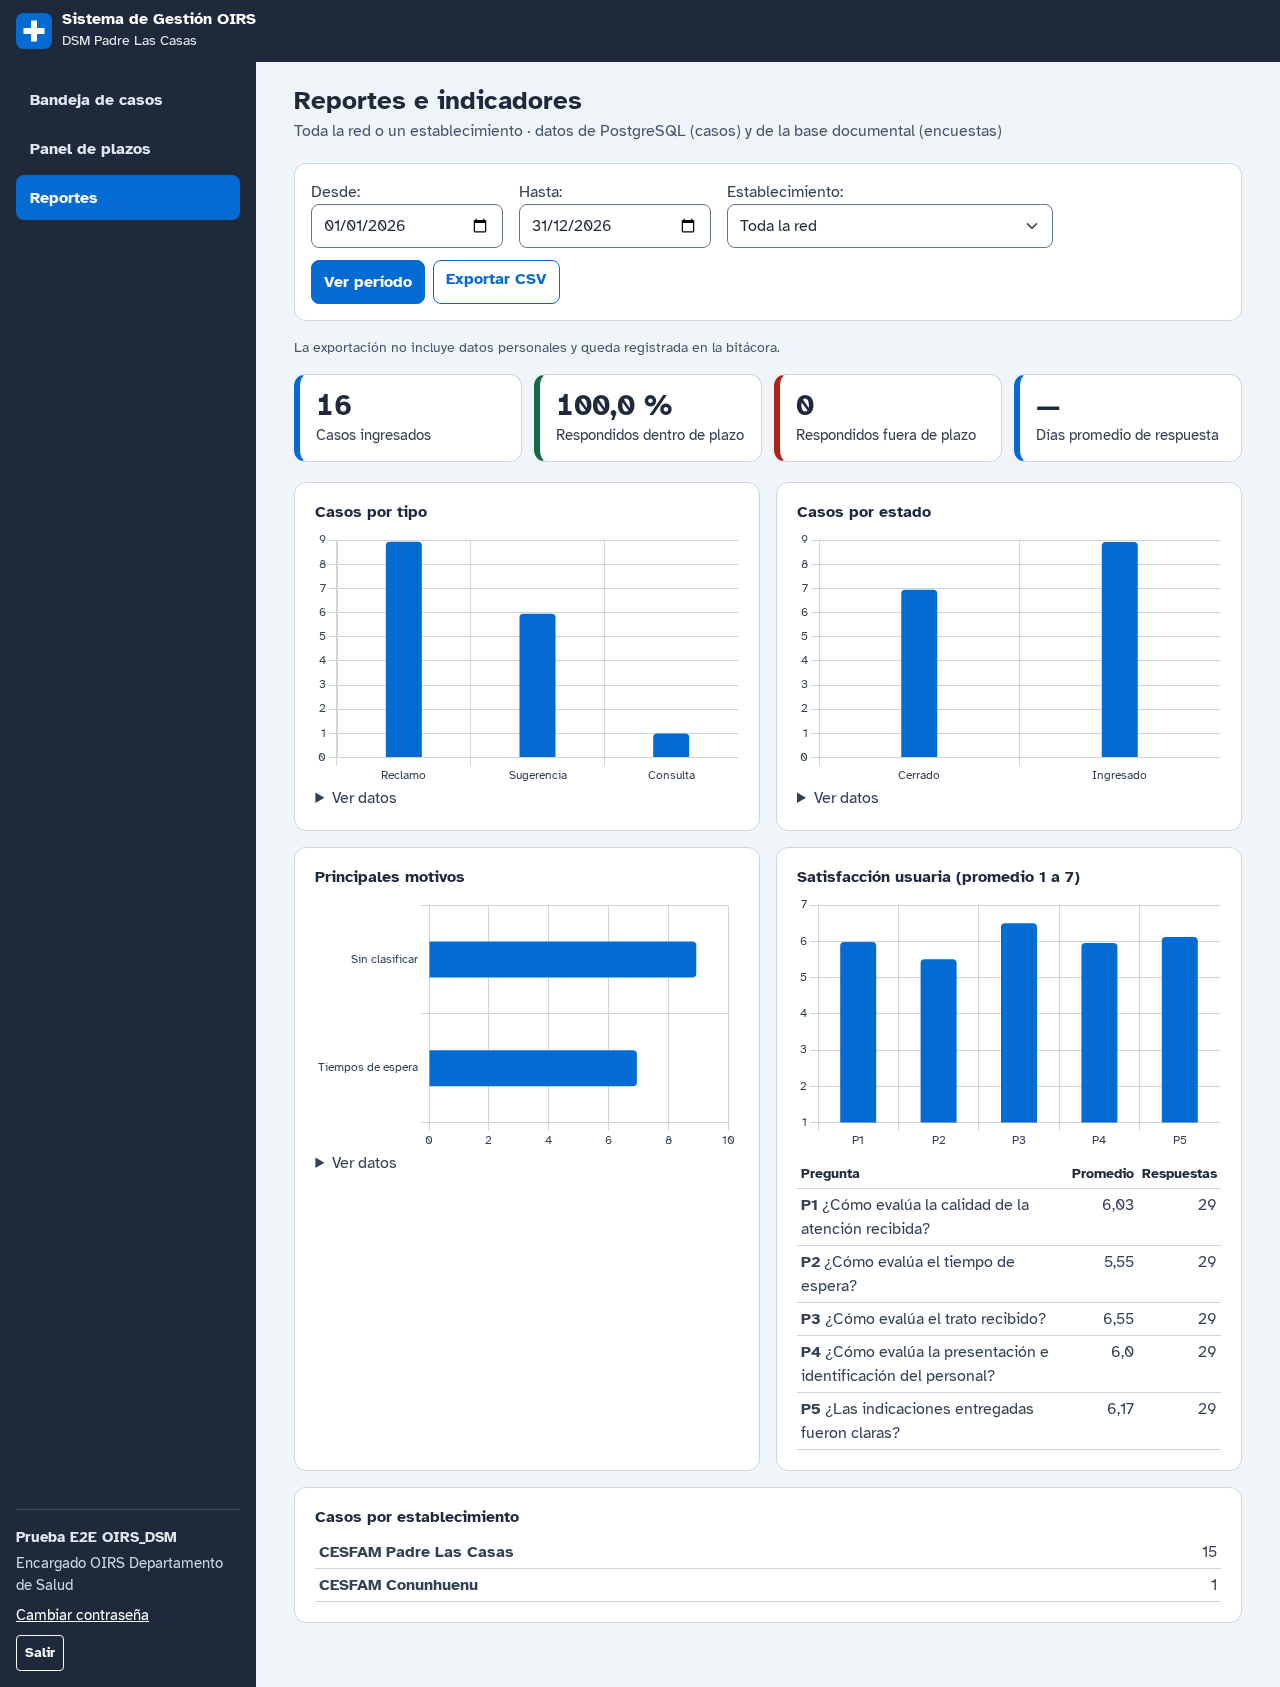 Sistema de Gestión OIRS
DSM Padre Las Casas
Bandeja de casos
Panel de plazos
Reportes
Prueba E2E OIRS_DSM
Encargado OIRS Departamento
de Salud
Cambiar contraseña
Salir
Reportes e indicadores
Toda la red o un establecimiento · datos de PostgreSQL (casos) y de la base documental (encuestas)
Desde:
Hasta:
Establecimiento:
01/01/2026
31/12/2026
Toda la red
Ver período
Exportar CSV
La exportación no incluye datos personales y queda registrada en la bitácora.
16
Casos ingresados
100,0 %
Respondidos dentro de plazo
0
Respondidos fuera de plazo
—
Días promedio de respuesta
Casos por tipo
9
8
7
6
5
4
3
2
1
0
Reclamo Sugerencia Consulta
Ver datos
Casos por estado
9
8
7
6
5
4
3
2
1
0
Cerrado Ingresado
Ver datos
Principales motivos
Sin clasificar
Tiempos de espera
0 2 4 6 8 10
Ver datos
Satisfacción usuaria (promedio 1 a 7)
7
6
5
4
3
2
1
P1 P2 P3 P4 P5
Pregunta Promedio Respuestas
P1 ¿Cómo evalúa la calidad de la 6,03 29
atención recibida?
P2 ¿Cómo evalúa el tiempo de 5,55 29
espera?
P3 ¿Cómo evalúa el trato recibido? 6,55 29
P4 ¿Cómo evalúa la presentación e 6,0 29
identificación del personal?
P5 ¿Las indicaciones entregadas 6,17 29
fueron claras?
Casos por establecimiento
CESFAM Padre Las Casas 15
CESFAM Conunhuenu 1